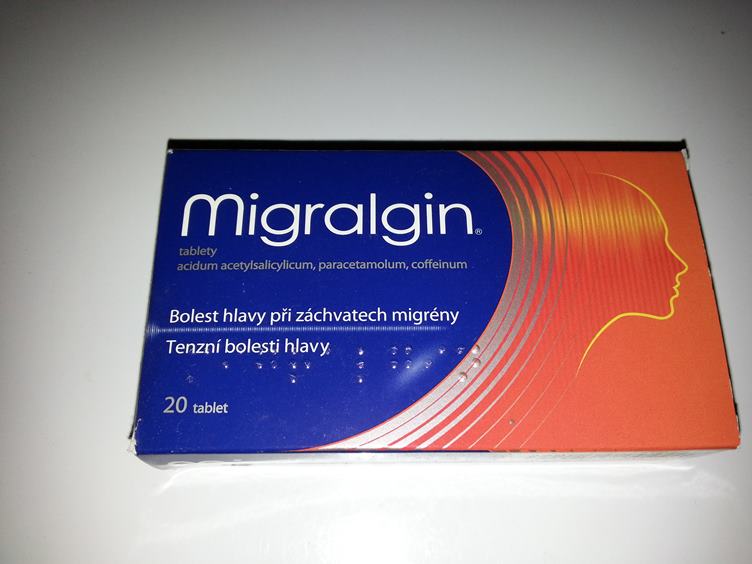 Migralgin®
tablety
acidum acetylsalicylicum, paracetamolum, coffeinum
Bolest hlavy při záchvatech migrény
Tenzní bolesti hlavy
20 tablet